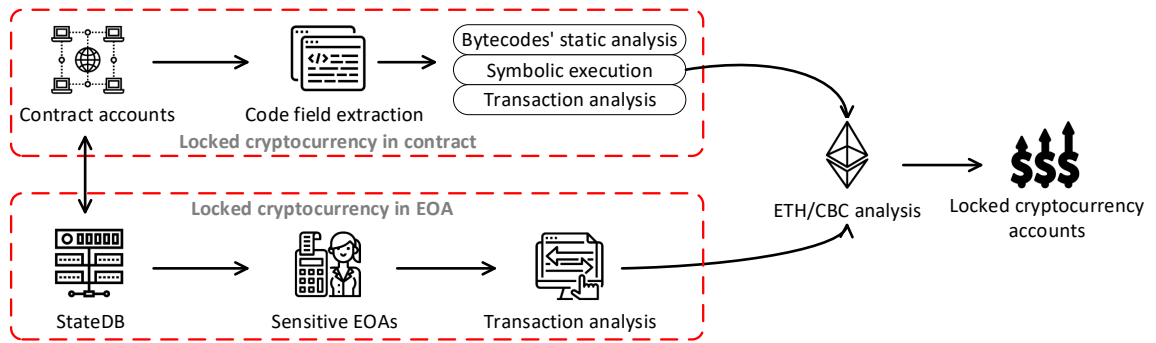 Bytecodes' static analysis
Symbolic execution
Transaction analysis
Contract accounts
Code field extraction
Locked cryptocurrency in contract
Locked cryptocurrency in EOA
ETH/CBC analysis
Locked cryptocurrency
accounts
StateDB
Sensitive EOAs
Transaction analysis